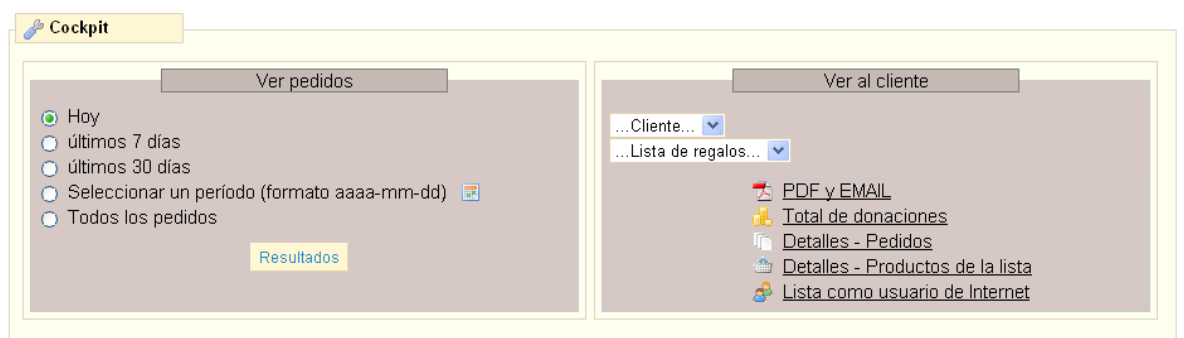 Cockpit
Ver pedidos
Hoy
últimos 7 días
últimos 30 días
Seleccionar un período (formato aaaa-mm-dd)
Todos los pedidos
Resultados
Ver al cliente
...Cliente...
...Lista de regalos...
PDF y EMAIL
Total de donaciones
Detalles - Pedidos
Detalles - Productos de la lista
Lista como usuario de Internet